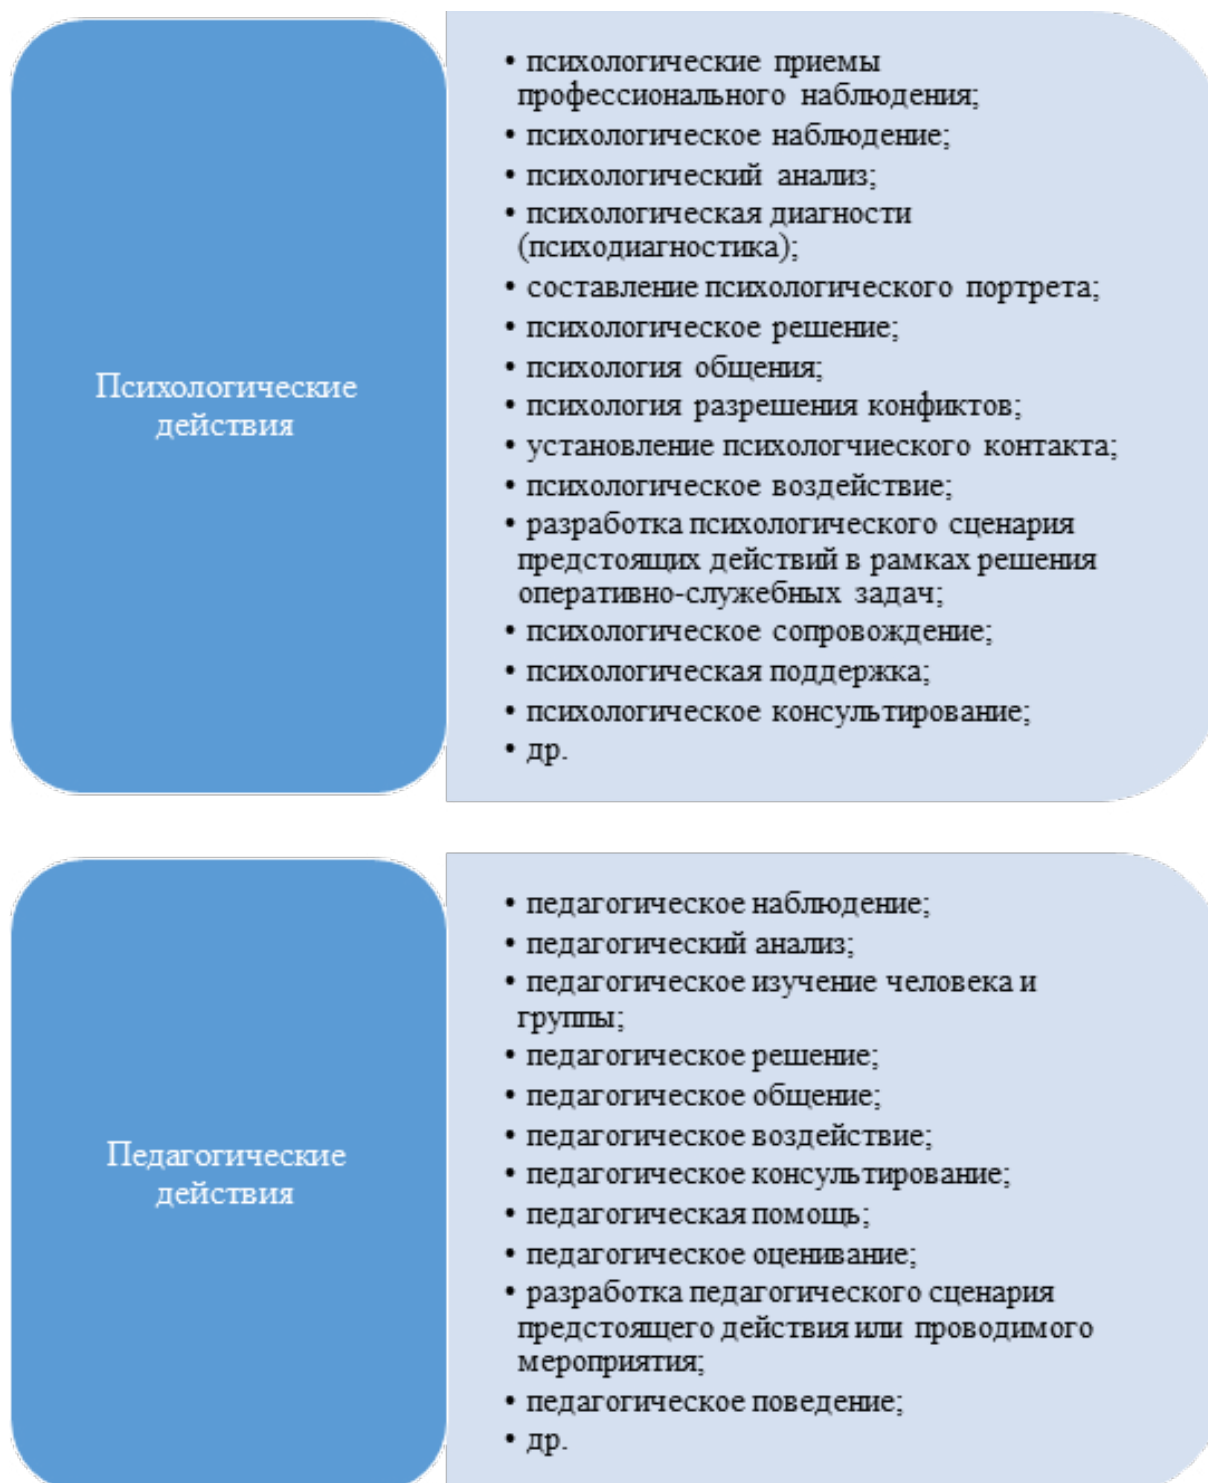 Психологические
действия
• психологические приемы
профессионального наблюдения;
• психологическое наблюдение;
• психологический анализ;
• психологическая диагности
(психодиагностика);
• составление психологического портрета;
• психологическое решение;
• психология общения;
• психология разрешения конфиктов;
• установление психологчиеского контакта;
• психологическое воздействие;
• разработка психологического сценария
предстоящих действий в рамках решения
оперативно-служебных задач;
• психологическое сопровождение;
• психологическая поддержка;
• психологическое консультирование;
• др.
Педагогические
действия
• педагогическое наблюдение;
• педагогический анализ;
• педагогическое изучение человека и
группы;
• педагогическое решение;
• педагогическое общение;
• педагогическое воздействие;
• педагогическое консультирование;
• педагогическая помощь;
• педагогическое оценивание;
• разработка педагогического сценария
предстоящего действия или проводимого
мероприятия;
• педагогическое поведение;
• др.